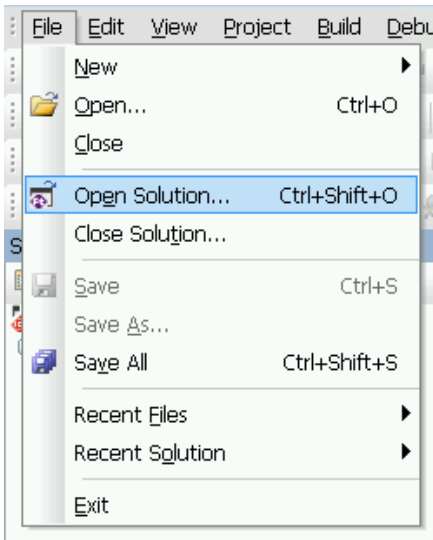 File Edit View Project Build Debu
New
Open... Ctrl+O
Close
Open Solution... Ctrl+Shift+O
Close Solution...
Save Ctrl+S
Save As...
Save All Ctrl+Shift+S
Recent Files
Recent Solution
Exit
S